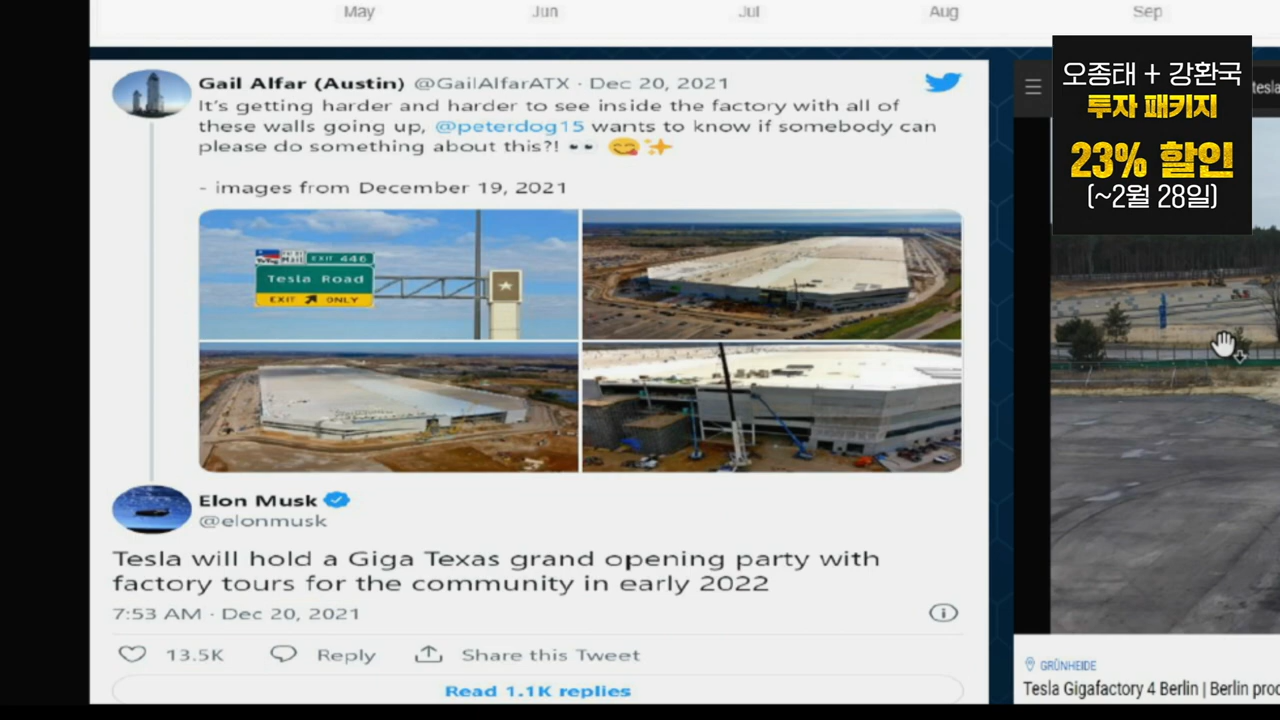 May Jun Jul Aug Sep
Gail Alfar (Austin) @GailAlfarATX · Dec 20, 2021
It's getting harder and harder to see inside the factory with all of
these walls going up, @peterdog15 wants to know if somebody can
please do something about this?! 👀 😋✨
- images from December 19, 2021
EXIT 446
Tesla Road
EXIT ONLY
Elon Musk
@elonmusk
Tesla will hold a Giga Texas grand opening party with
factory tours for the community in early 2022
7:53 AM · Dec 20, 2021
13.5K Reply Share this Tweet
Read 1.1K replies
오종태 + 강환국
투자 패키지
23% 할인
(~2월 28일)
tesla
GRÜNHEIDE
Tesla Gigafactory 4 Berlin | Berlin